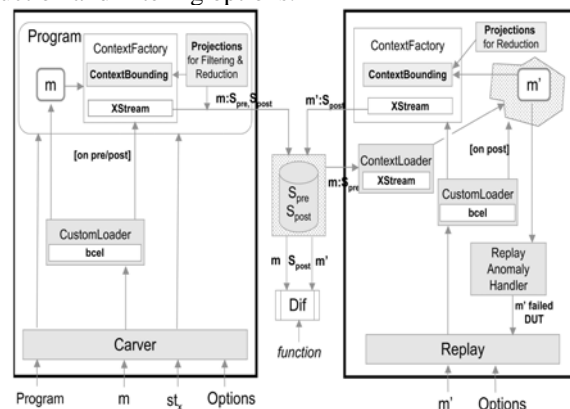 Program
ContextFactory
ContextBounding
XStream
Projections
for Filtering &
Reduction
m
m:Spre,Spost
[on pre/post]
CustomLoader
bcel
Carver
Program
m
Options
Spre
Spost
m Spost m'
Dif
function
m':Spost
m:Spre
ContextLoader
XStream
ContextFactory
ContextBounding
XStream
Projections
for Reduction
m'
[on post]
CustomLoader
bcel
Replay
Anomaly
Handler
m' failed
DUT
Replay
m'
Options